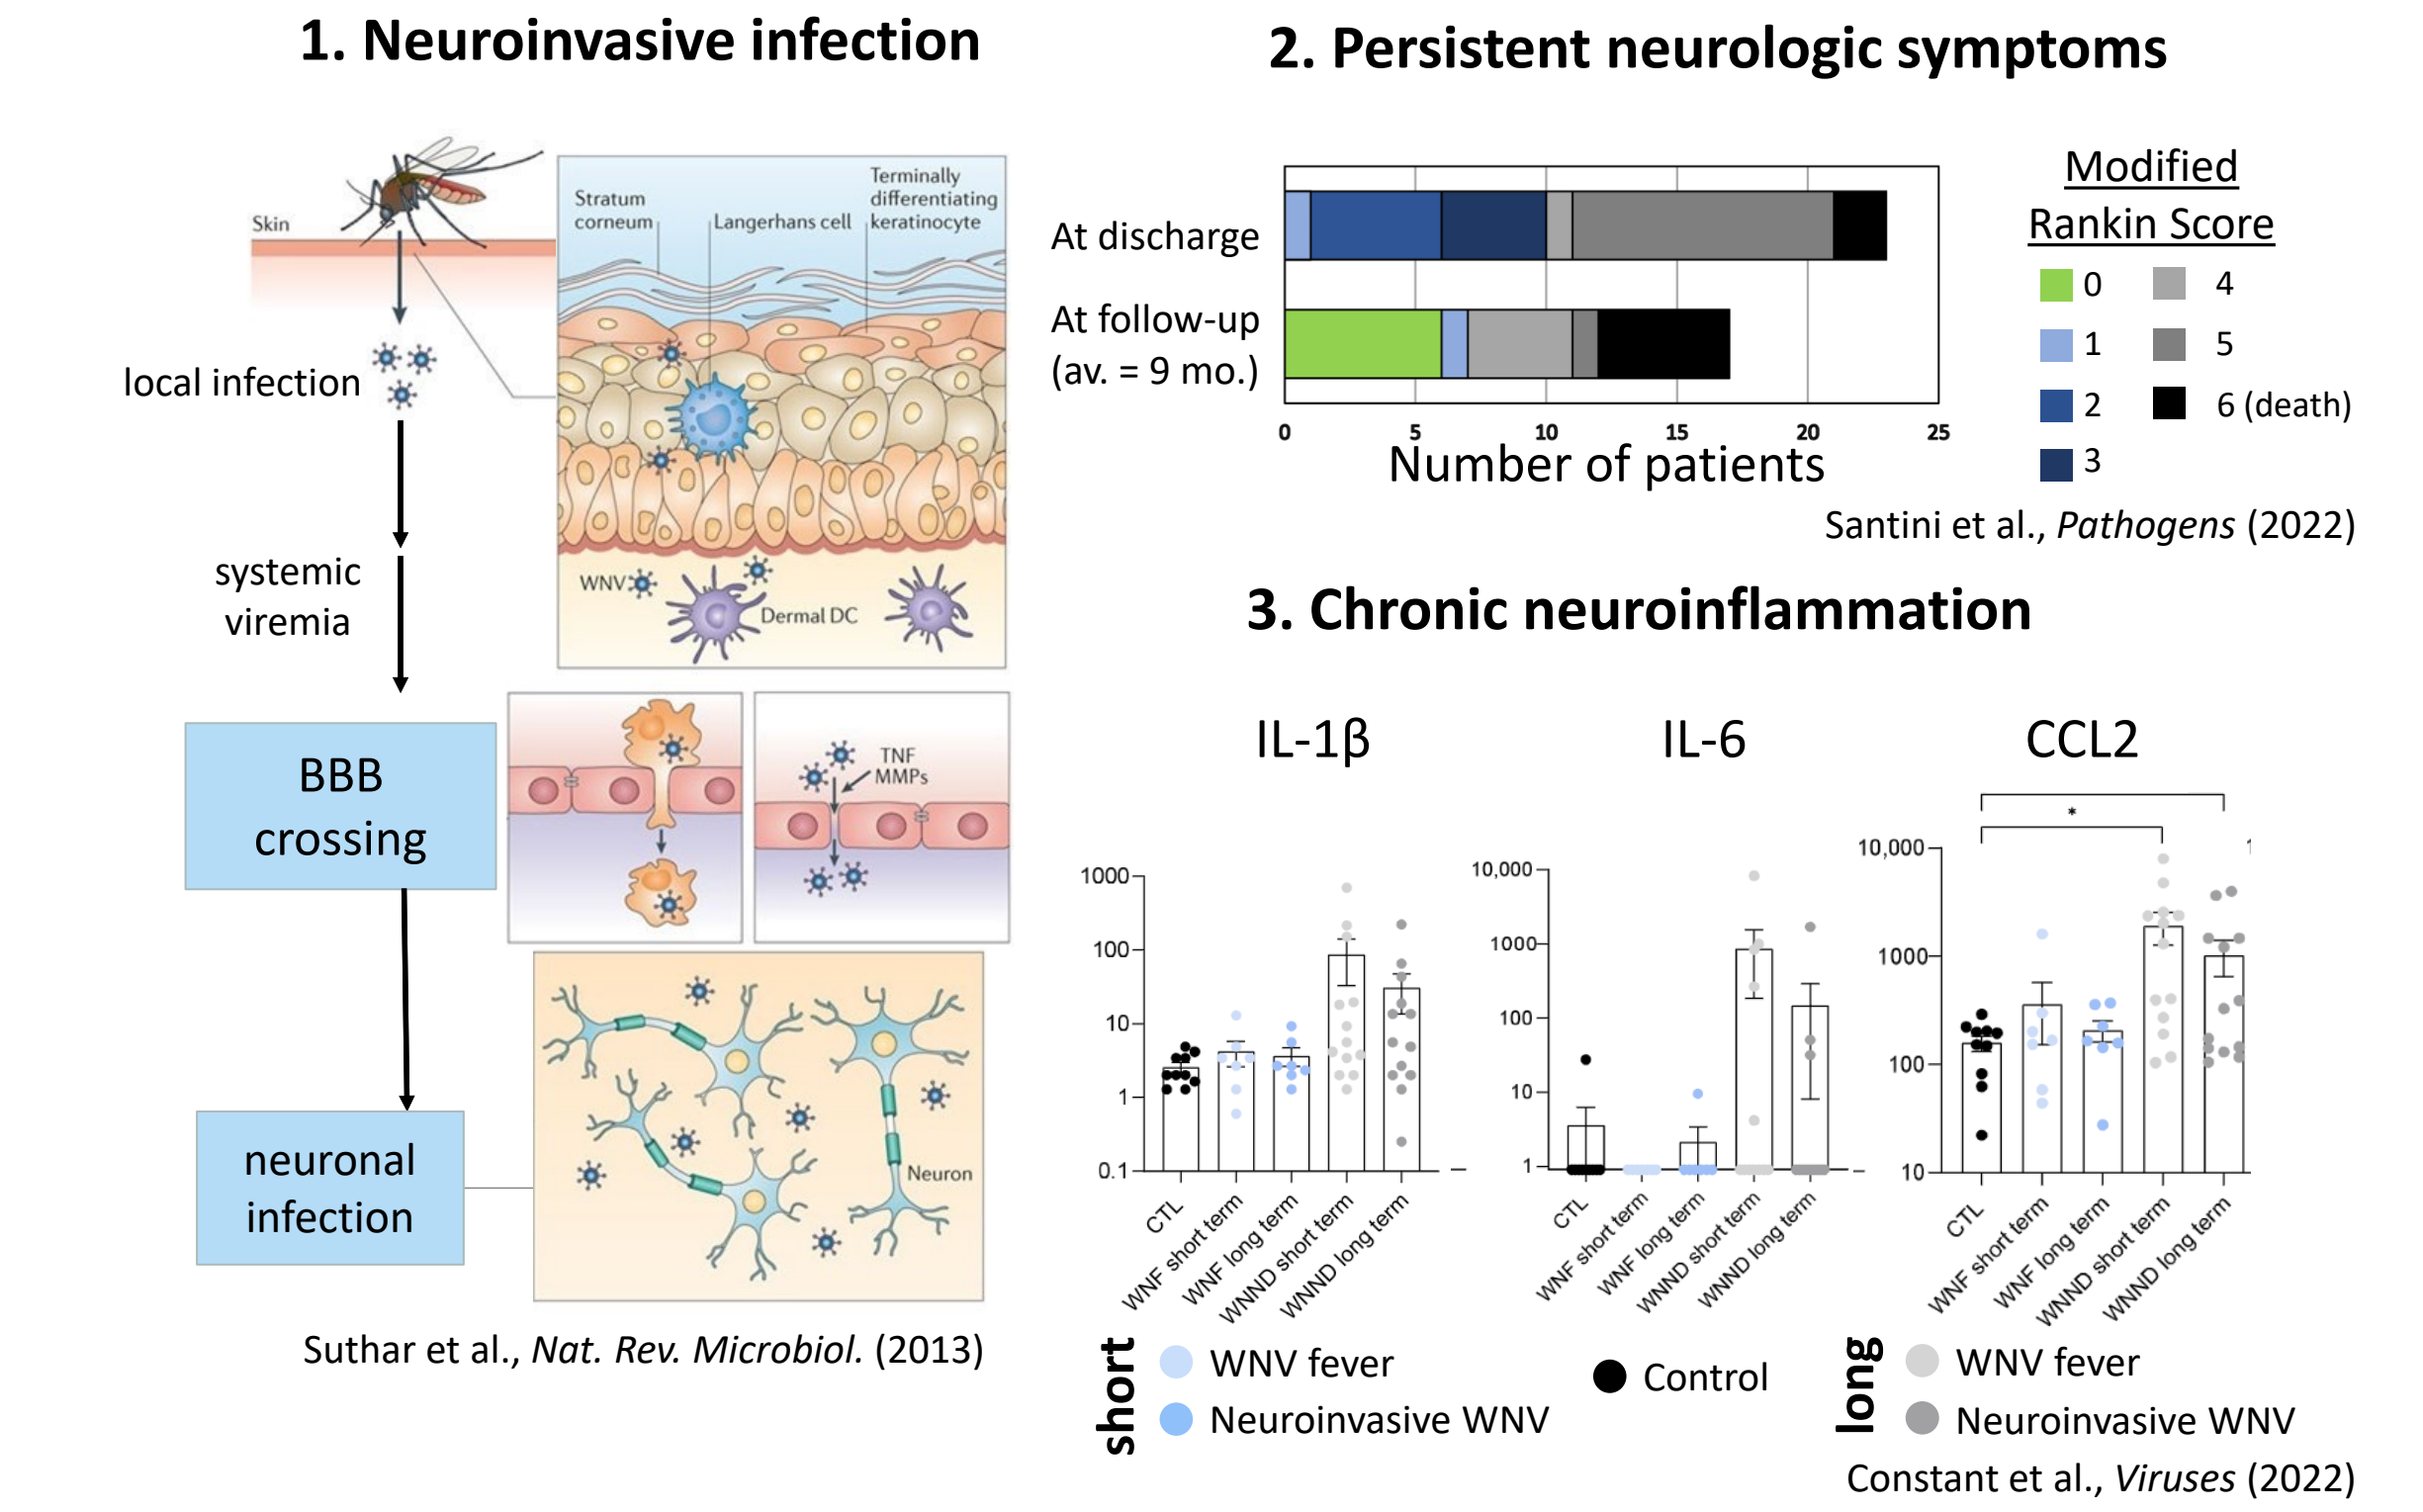 1. Neuroinvasive infection
Skin
Stratum
corneum
Langerhans cell
Terminally
differentiating
keratinocyte
local infection
systemic
viremia
WNV
Dermal DC
BBB
crossing
TNF
MMPs
neuronal
infection
Neuron
Suthar et al., Nat. Rev. Microbiol. (2013)
2. Persistent neurologic symptoms
At discharge
At follow-up
(av. = 9 mo.)
0 5 10 15 20 25
Number of patients
Modified
Rankin Score
0 4
1 5
2 6 (death)
3
Santini et al., Pathogens (2022)
3. Chronic neuroinflammation
IL-1β
1000
100
10
1
0.1
CTL
WNF short term
WNF long term
WNND short term
WNND long term
IL-6
10,000
1000
100
10
1
CTL
WNF short term
WNF long term
WNND short term
WNND long term
CCL2
*
10,000
1000
100
10
CTL
WNF short term
WNF long term
WNND short term
WNND long term
short
WNV fever
Neuroinvasive WNV
Control
long
WNV fever
Neuroinvasive WNV
Constant et al., Viruses (2022)